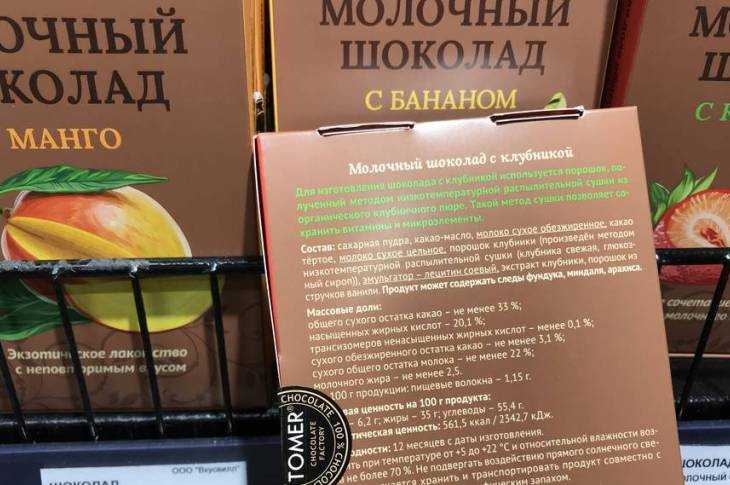 ОЧНЫЙ
КОЛАД
МАНГО
Экзотическое лакомство
с неповторимым вкусом
МОЛОЧНЫЙ
ШОКОЛАД
С БАНАНОМ
Молочный шоколад с клубникой
Для изготовления шоколада с клубникой используется порошок, по-
лученный методом низкотемпературной распылительной сушки из
органического клубничного пюре. Такой метод сушки позволяет со-
хранить витамины и микроэлементы.
Состав: сахарная пудра, какао-масло, молоко сухое обезжиренное, какао
тёртое, молоко сухое цельное, порошок клубники (произведён методом
низкотемпературной распылительной сушки (клубника свежая, глюкоз-
ный сироп)), эмульгатор – лецитин соевый, экстракт клубники, порошок из
стручков ванили. Продукт может содержать следы фундука, миндаля, арахиса.
Массовые доли:
общего сухого остатка какао – не менее 33 %;
насыщенных жирных кислот – 20,1 %;
трансизомеров ненасыщенных жирных кислот – не менее 0,1 %;
сухого обезжиренного остатка какао – не менее 3,1 %;
сухого общего остатка молока – не менее 22 %;
молочного жира – не менее 2,5.
100 г продукции: пищевые волокна – 1,15 г.
ценность на 100 г продукта:
– 6,2 г; жиры – 35 г; углеводы – 55,4 г.
ценность: 561,5 ккал / 2342,7 кДж.
12 месяцев с даты изготовления.
при температуре от +5 до +22 °С и относительной влажности воз-
не более 70 %. Не подвергать воздействию прямого солнечного све-
хранить и транспортировать продукт совместно с
запахом.
TOMER®
CHOCOLATE
FACTORY
CHOCOLATE 100 % CHOCOL
ООО "Вкусвилл"
ШОКОЛАД